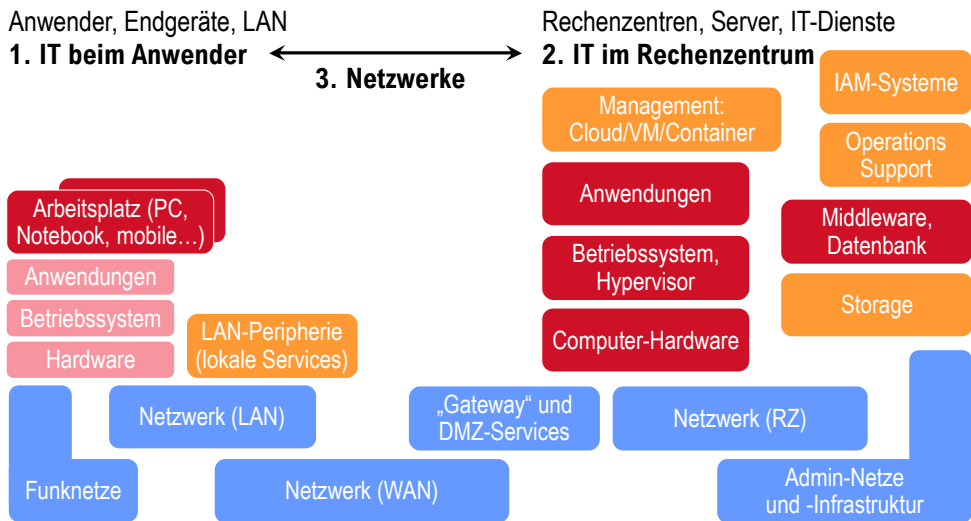 Anwender, Endgeräte, LAN
1. IT beim Anwender
3. Netzwerke
Rechenzentren, Server, IT-Dienste
2. IT im Rechenzentrum
IAM-Systeme
Management:
Cloud/VM/Container
Operations
Support
Anwendungen
Arbeitsplatz (PC,
Notebook, mobile…)
Middleware,
Datenbank
Betriebssystem,
Hypervisor
Anwendungen
Betriebssystem
Hardware
LAN-Peripherie
(lokale Services)
Storage
Computer-Hardware
Netzwerk (LAN)
„Gateway“ und
DMZ-Services
Netzwerk (RZ)
Funknetze
Netzwerk (WAN)
Admin-Netze
und -Infrastruktur